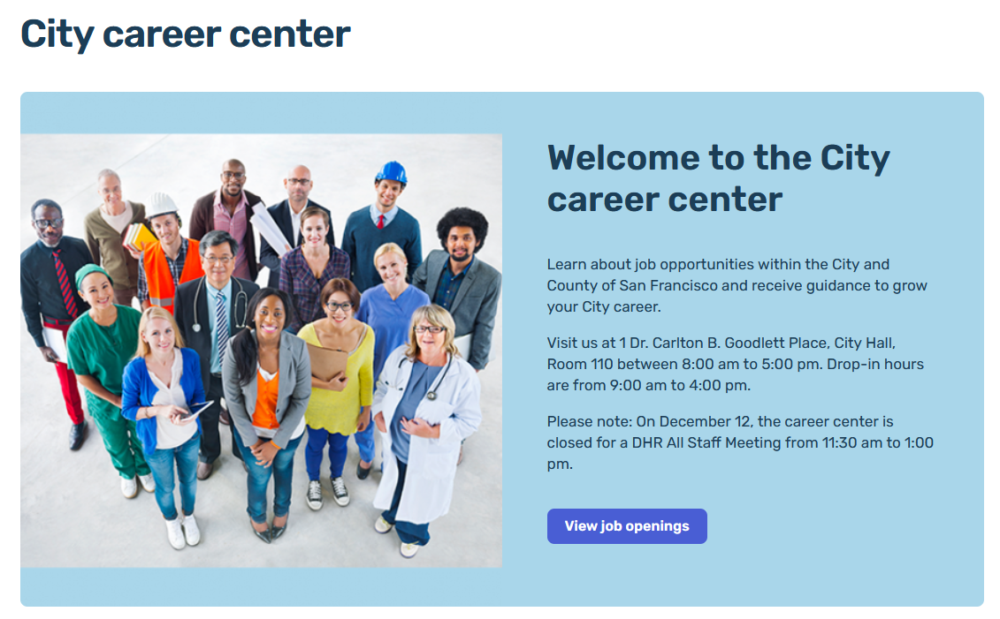 City career center
Welcome to the City
career center
Learn about job opportunities within the City and
County of San Francisco and receive guidance to grow
your City career.
Visit us at 1 Dr. Carlton B. Goodlett Place, City Hall,
Room 110 between 8:00 am to 5:00 pm. Drop-in hours
are from 9:00 am to 4:00 pm.
Please note: On December 12, the career center is
closed for a DHR All Staff Meeting from 11:30 am to 1:00
pm.
View job openings